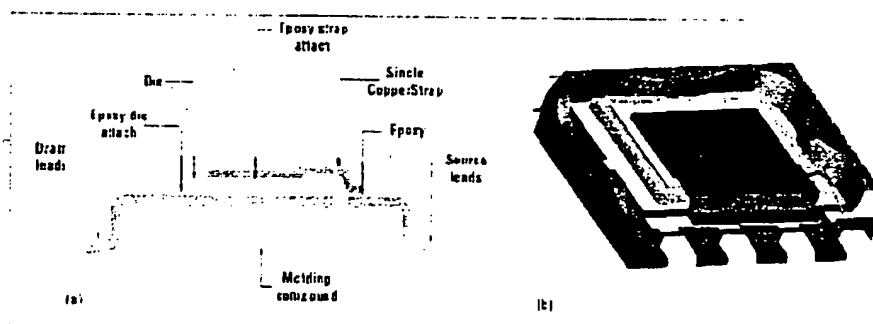 Epoxy strap
attach
Die
Single
Copper Strap
Epoxy die
attach
Epoxy
Drain
leads
Source
leads
Molding
compound
(a)
(b)